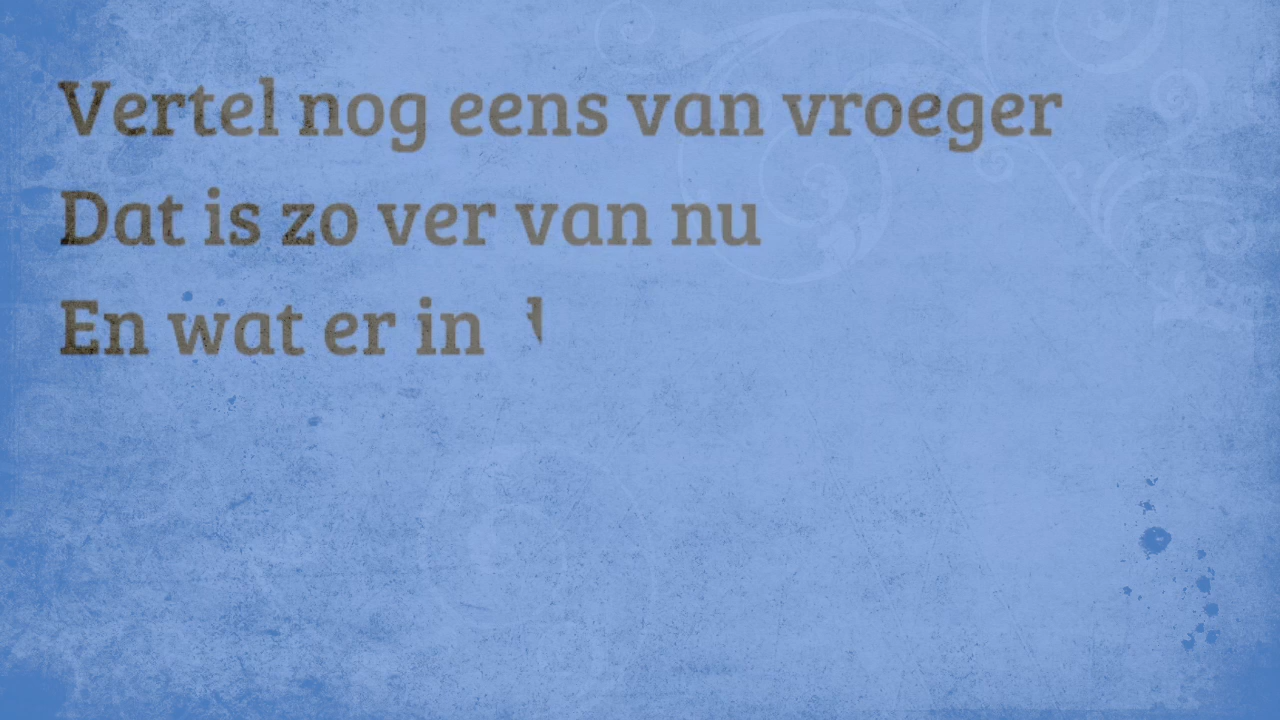 Vertel nog eens van vroeger
Dat is zo ver van nu
En wat er in